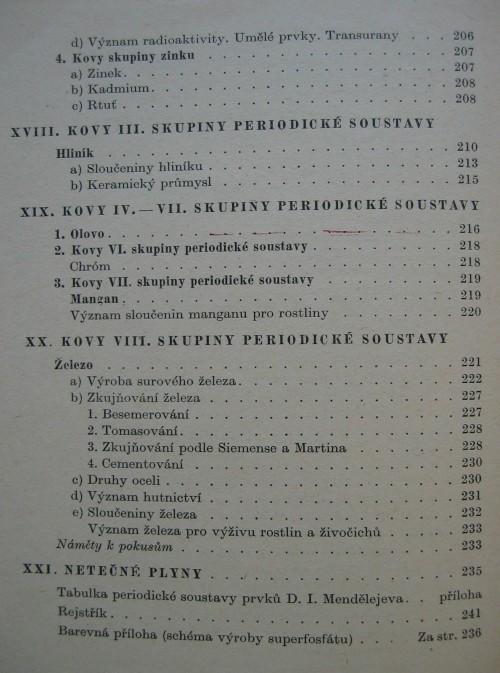 d) Význam radioaktivity. Umělé prvky. Transurany . . . 206
4. Kovy skupiny zinku . . . . . . . . . . . . 207
a) Zinek. . . . . . . . . . . . . . . . 207
b) Kadmium. . . . . . . . . . . . . . . 208
c) Rtuť . . . . . . . . . . . . . . . . 208
XVIII. KOVY III. SKUPINY PERIODICKÉ SOUSTAVY
Hliník . . . . . . . . . . . . . . . . . 210
a) Sloučeniny hliníku . . . . . . . . . . . . 213
b) Keramický průmysl . . . . . . . . . . . . 215
XIX. KOVY IV.—VII. SKUPINY PERIODICKÉ SOUSTAVY
1. Olovo. . . . . . . . . . . . . . . . . 216
2. Kovy VI. skupiny periodické soustavy . . . . . . . 218
Chróm . . . . . . . . . . . . . . . . 218
3. Kovy VII. skupiny periodické soustavy . . . . . . . 219
Mangan. . . . . . . . . . . . . . . . 219
Význam sloučenin manganu pro rostliny . . . . . . 220
XX. KOVY VIII. SKUPINY PERIODICKÉ SOUSTAVY
Železo . . . . . . . . . . . . . . . . . 221
a) Výroba surového železa. . . . . . . . . . . 222
b) Zkujňování železa . . . . . . . . . . . . 227
1. Besemerování . . . . . . . . . . . . . 227
2. Tomasování. . . . . . . . . . . . . . 228
3. Zkujňování podle Siemense a Martina . . . . . . 228
4. Cementování . . . . . . . . . . . . . 230
c) Druhy oceli . . . . . . . . . . . . . . 230
d) Význam hutnictví . . . . . . . . . . . . 231
e) Sloučeniny železa . . . . . . . . . . . . 232
Význam železa pro výživu rostlin a živočichů . . . . 233
Náměty k pokusům . . . . . . . . . . . . . 233
XXI. NETEČNÉ PLYNY . . . . . . . . . . . . 235
Tabulka periodické soustavy prvků D. I. Mendělejeva. . příloha
Rejstřík. . . . . . . . . . . . . . . . . 241
Barevná příloha (schéma výroby superfosfátu) . . . Za str. 236